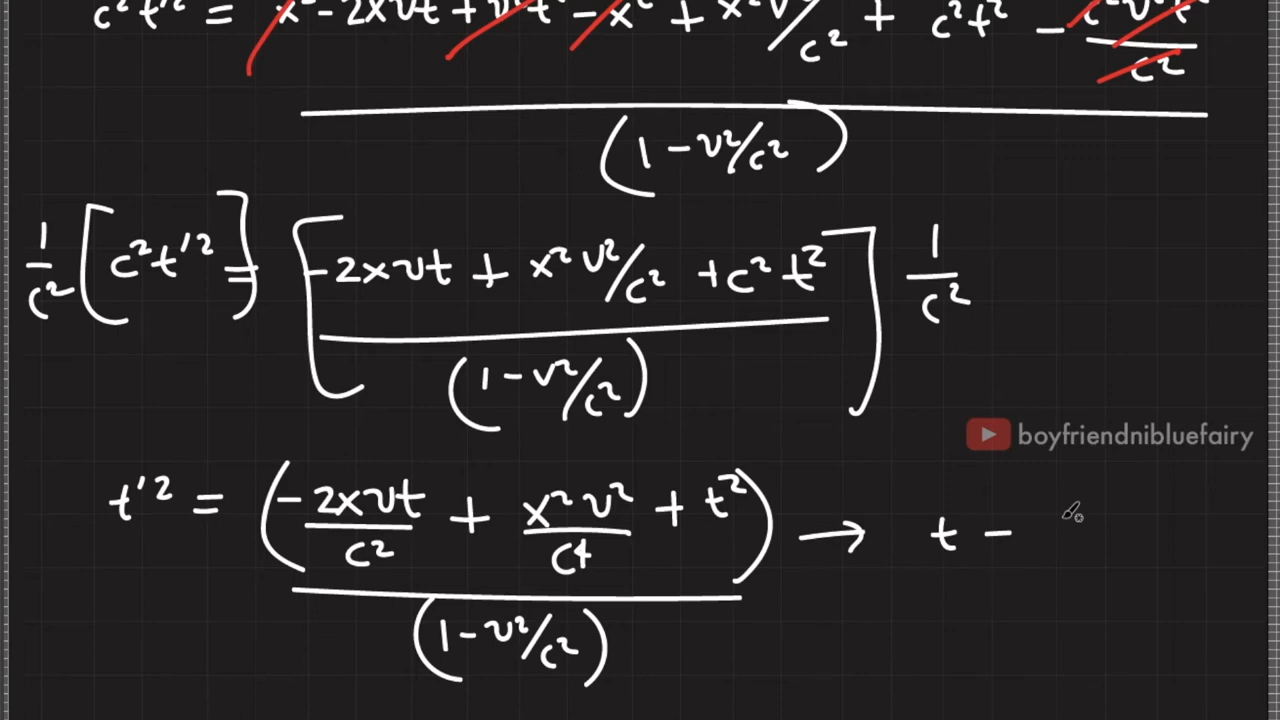 c²t'² = x² - 2xvt + v²t² - x² + x²v²/c² + c²t² - c²v²t²/c²
(1 - v²/c²)
1/c² [c²t'²] = [-2xvt + x²v²/c² + c²t² / (1 - v²/c²)] 1/c²
boyfriendnibluefairy
t'² = (-2xvt/c² + x²v²/c⁴ + t²) → t -
(1 - v²/c²)